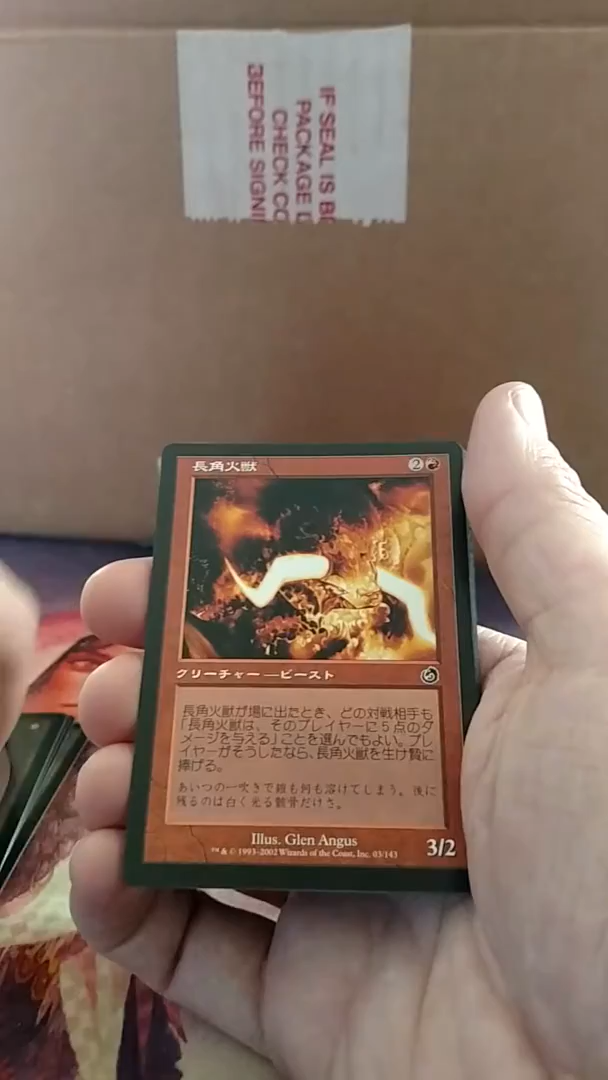 IF SEAL IS
PACKAGE
CHECK
BEFORE
長角火獣
2
クリーチャー ―ビースト
長角火獣が場に出たとき、どの対戦相手も
「長角火獣は、そのプレイヤーに５点のダ
メージを与える」ことを選んでもよい。プレ
イヤーがそうしたなら、長角火獣を生け贄に
捧げる。
あいつの一吹きで鎧も何も溶けてしまう。後に
残るのは白く光る骸骨だけさ。
Illus. Glen Angus
™ & © 1993–2002 Wizards of the Coast, Inc. 03/143
3/2